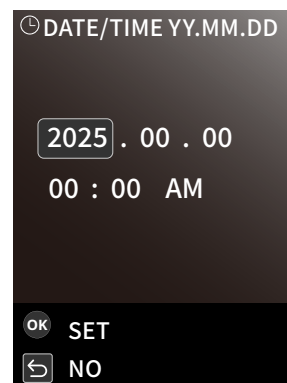 DATE/TIME YY.MM.DD
2025 . 00 . 00
00 : 00 AM
OK SET
NO